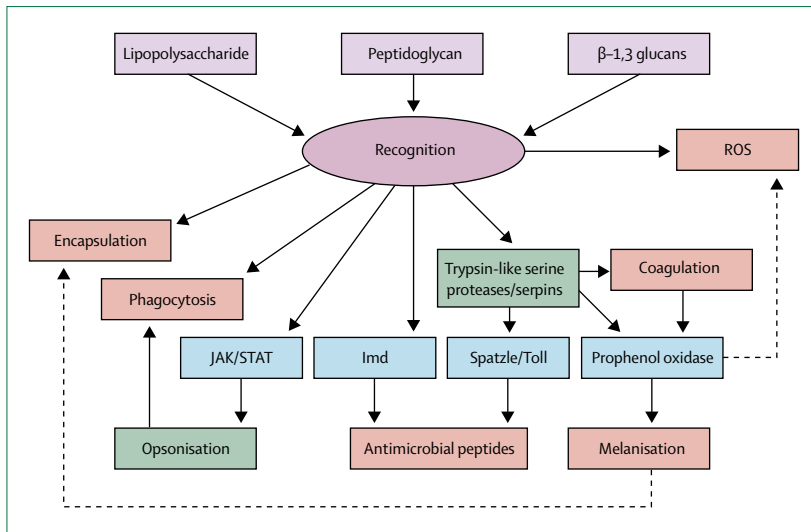 Lipopolysaccharide
Peptidoglycan
β–1,3 glucans
Recognition
ROS
Encapsulation
Trypsin-like serine
proteases/serpins
Coagulation
Phagocytosis
JAK/STAT
Imd
Spatzle/Toll
Prophenol oxidase
Opsonisation
Antimicrobial peptides
Melanisation